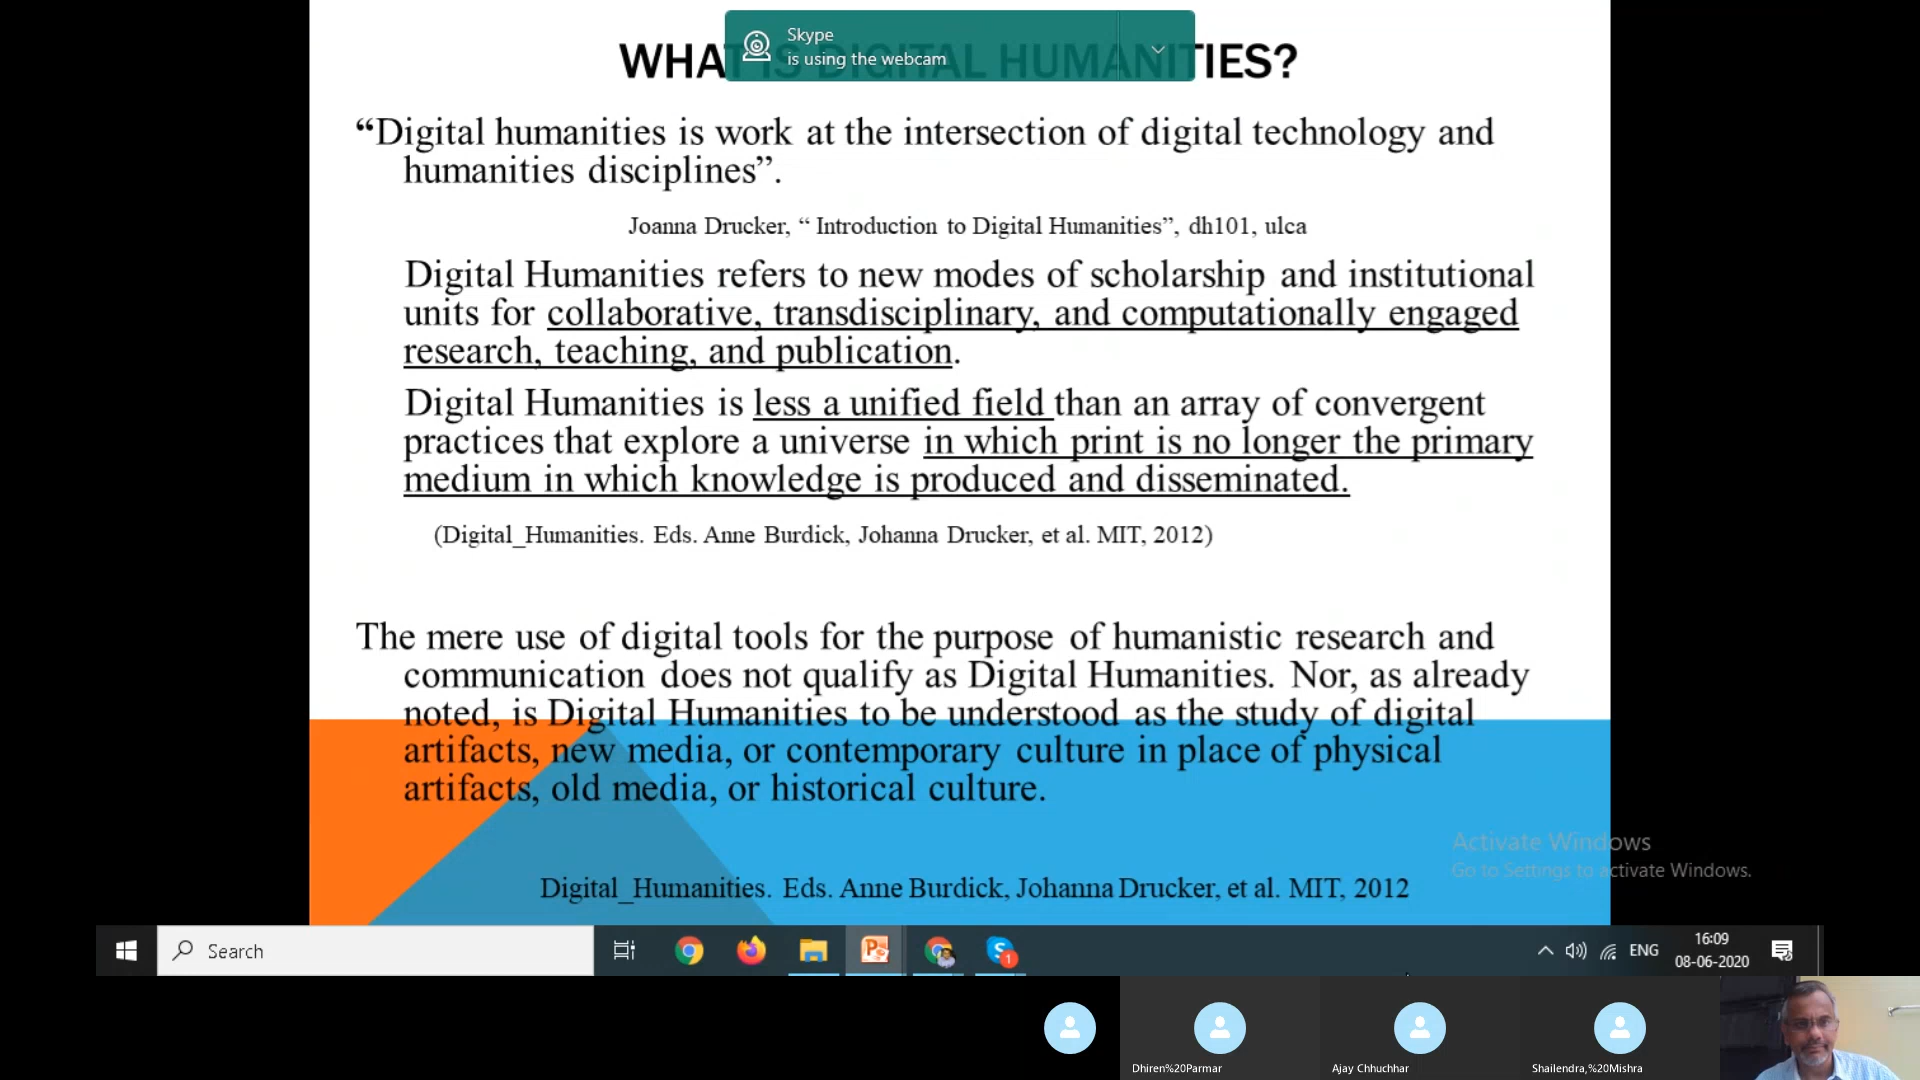 Skype
is using the webcam
WHAT IS DIGITAL HUMANITIES?
“Digital humanities is work at the intersection of digital technology and
humanities disciplines”.
Joanna Drucker, “ Introduction to Digital Humanities”, dh101, ulca
Digital Humanities refers to new modes of scholarship and institutional
units for collaborative, transdisciplinary, and computationally engaged
research, teaching, and publication.
Digital Humanities is less a unified field than an array of convergent
practices that explore a universe in which print is no longer the primary
medium in which knowledge is produced and disseminated.
(Digital_Humanities. Eds. Anne Burdick, Johanna Drucker, et al. MIT, 2012)
The mere use of digital tools for the purpose of humanistic research and
communication does not qualify as Digital Humanities. Nor, as already
noted, is Digital Humanities to be understood as the study of digital
artifacts, new media, or contemporary culture in place of physical
artifacts, old media, or historical culture.
Activate Windows
Go to Settings to activate Windows.
Digital_Humanities. Eds. Anne Burdick, Johanna Drucker, et al. MIT, 2012
Search
1
ENG
16:09
08-06-2020
Dhiren%20Parmar
Ajay Chhuchhar
Shailendra,%20Mishra